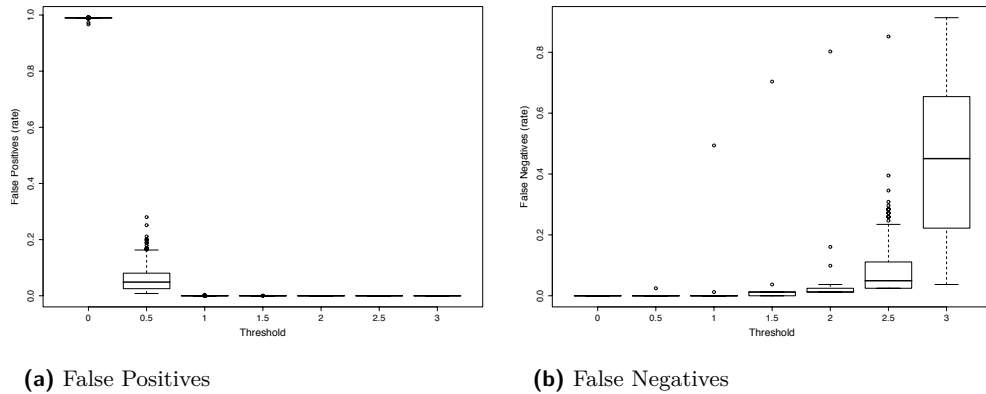 False Positives (rate)
1.0
0.8
0.6
0.4
0.2
0.0
0 0.5 1 1.5 2 2.5 3
Threshold
(a) False Positives
False Negatives (rate)
0.8
0.6
0.4
0.2
0.0
0 0.5 1 1.5 2 2.5 3
Threshold
(b) False Negatives